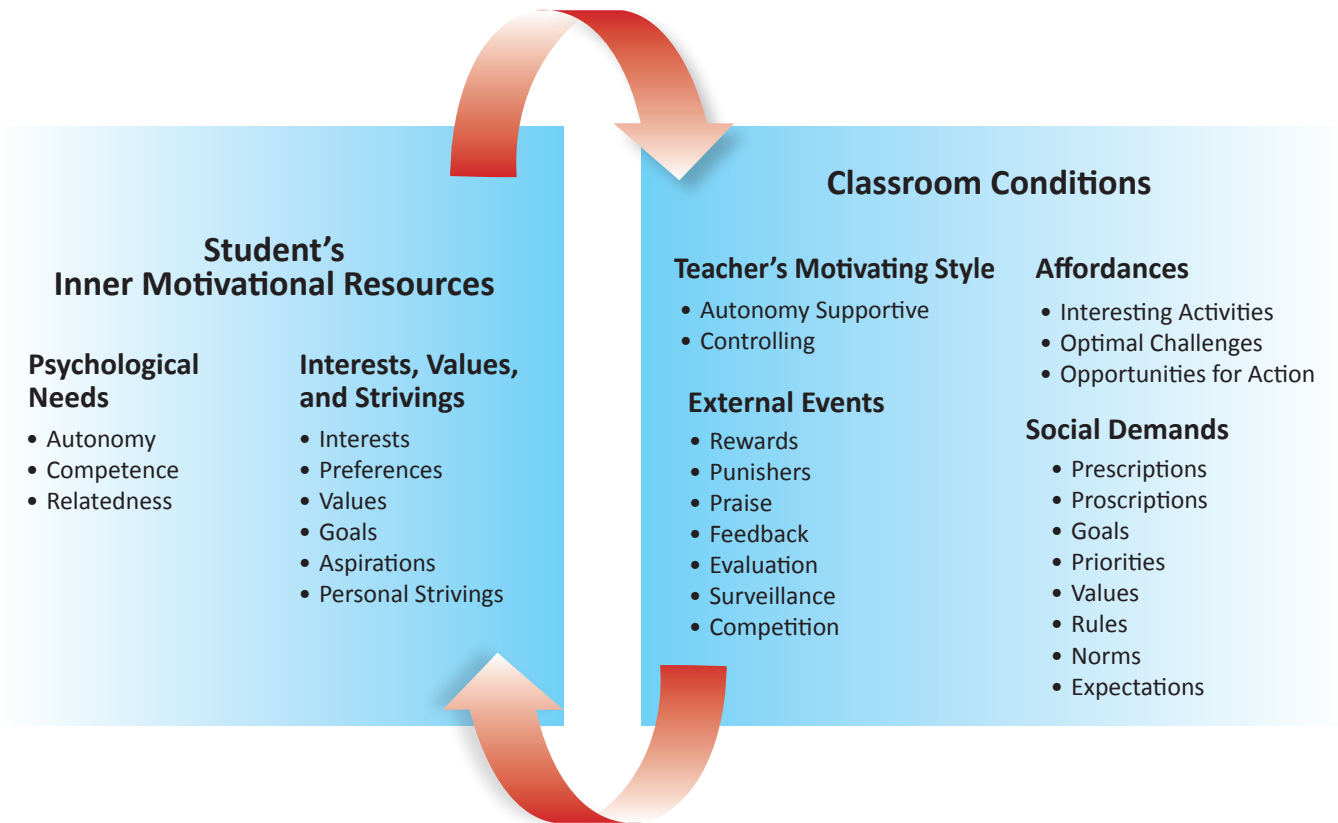 Student’s
Inner Motivational Resources
Psychological
Needs
• Autonomy
• Competence
• Relatedness
Interests, Values,
and Strivings
• Interests
• Preferences
• Values
• Goals
• Aspirations
• Personal Strivings
Classroom Conditions
Teacher’s Motivating Style
• Autonomy Supportive
• Controlling
External Events
• Rewards
• Punishers
• Praise
• Feedback
• Evaluation
• Surveillance
• Competition
Affordances
• Interesting Activities
• Optimal Challenges
• Opportunities for Action
Social Demands
• Prescriptions
• Proscriptions
• Goals
• Priorities
• Values
• Rules
• Norms
• Expectations